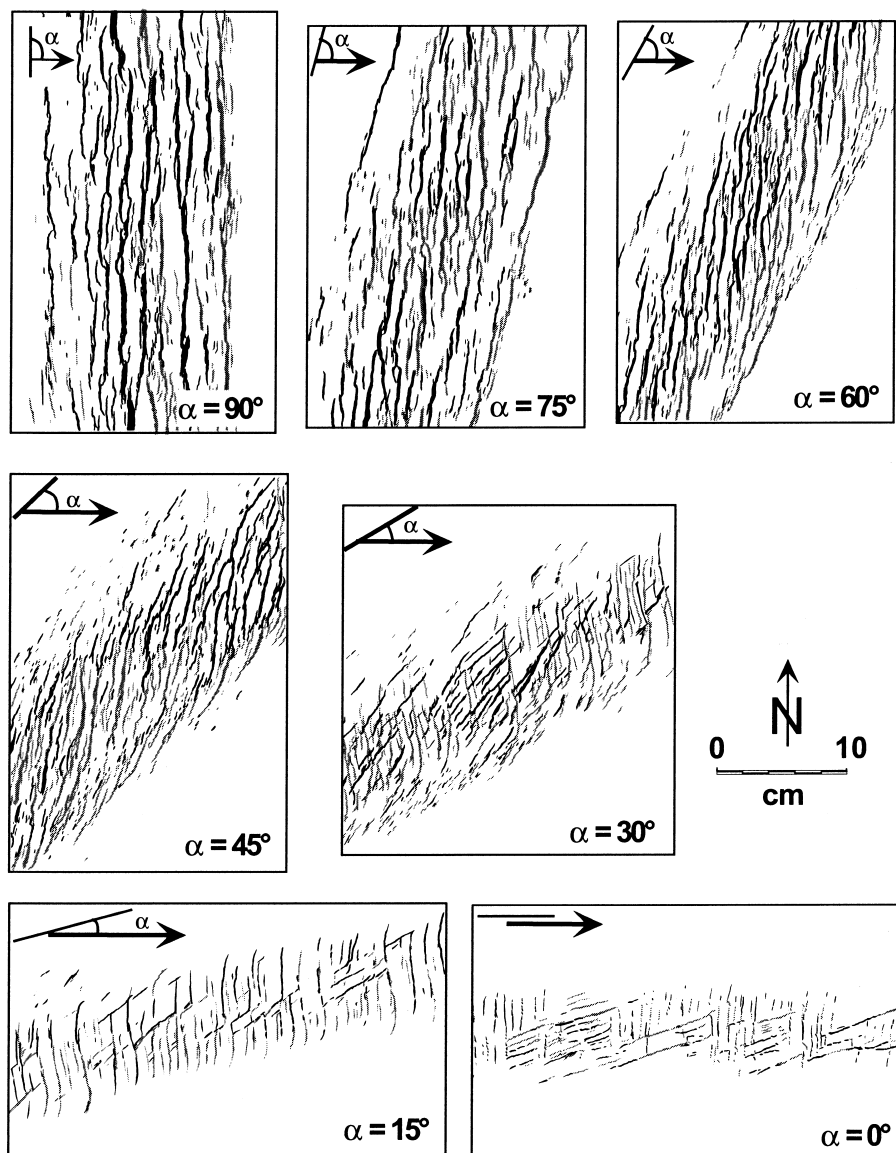 α
α = 90°
α
α = 75°
α
α = 60°
α
α = 45°
α
α = 30°
N
0 10
cm
α
α = 15°
α = 0°